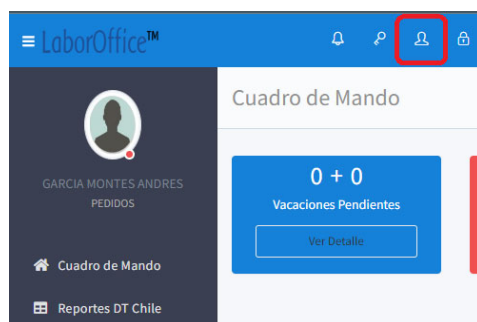 LaborOffice™
Cuadro de Mando
GARCIA MONTES ANDRES
PEDIDOS
0 + 0
Vacaciones Pendientes
Ver Detalle
Cuadro de Mando
Reportes DT Chile